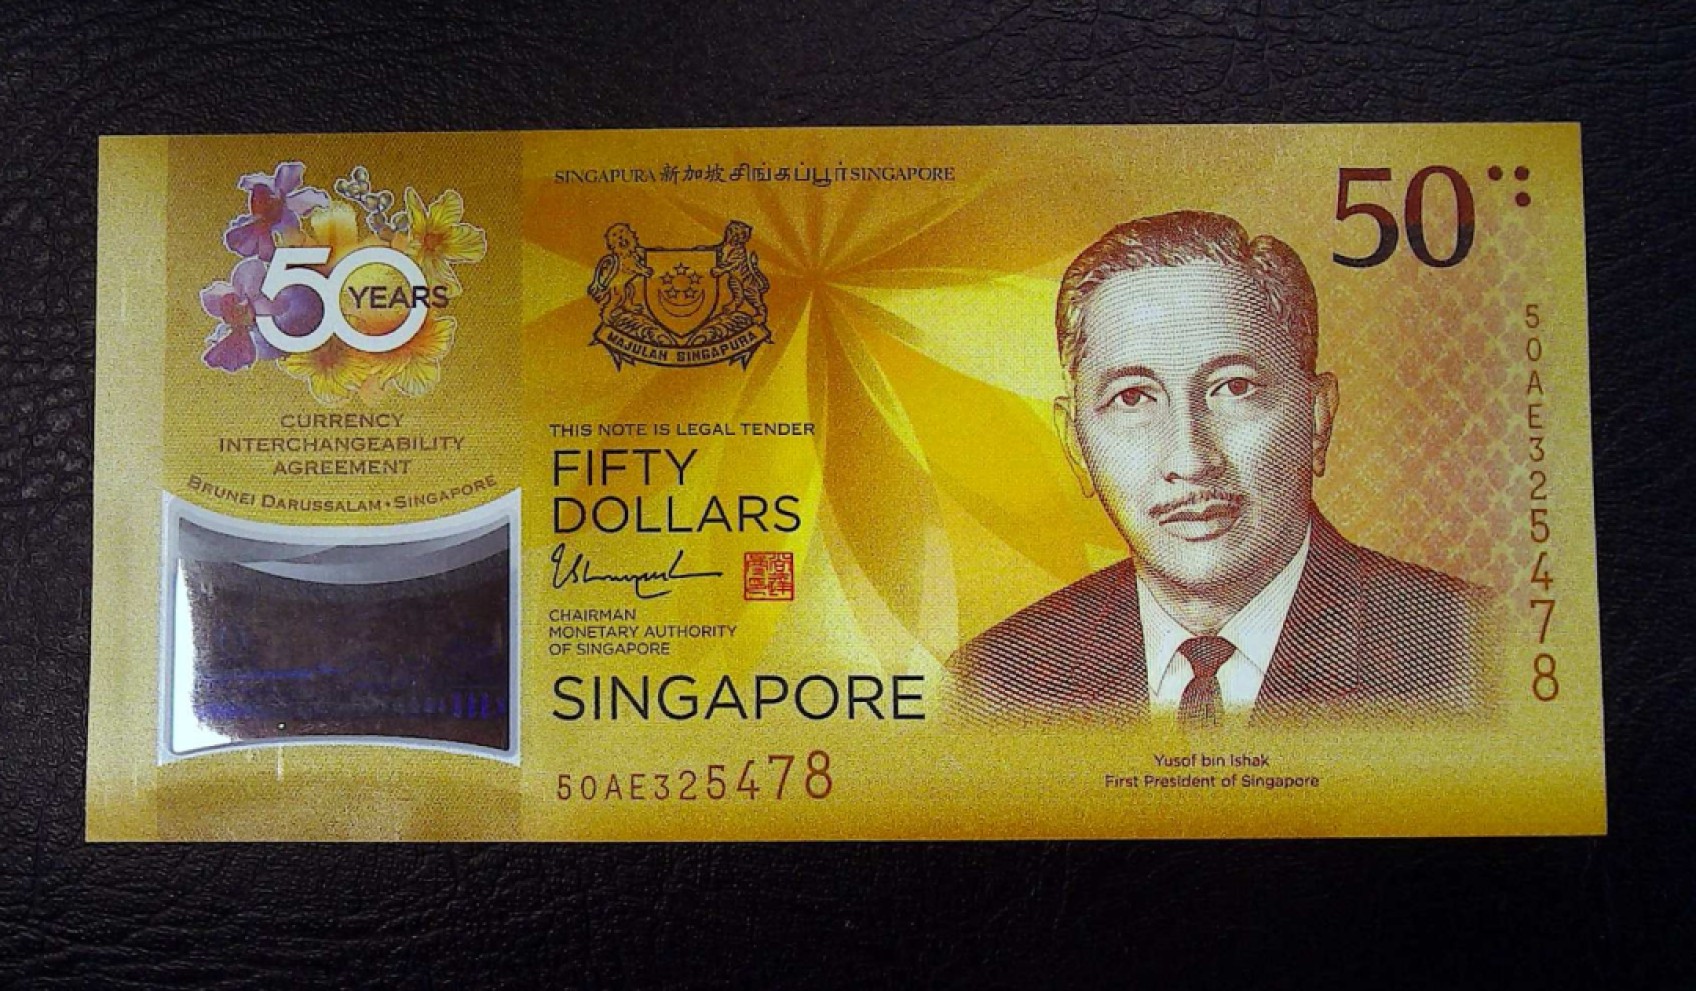 50 YEARS
CURRENCY
INTERCHANGEABILITY
AGREEMENT
BRUNEI DARUSSALAM • SINGAPORE
SINGAPURA 新加坡 சிங்கப்பூர் SINGAPORE
MAJULAH SINGAPURA
THIS NOTE IS LEGAL TENDER
FIFTY
DOLLARS
CHAIRMAN
MONETARY AUTHORITY
OF SINGAPORE
SINGAPORE
50AE325478
50
50AE325478
Yusof bin Ishak
First President of Singapore